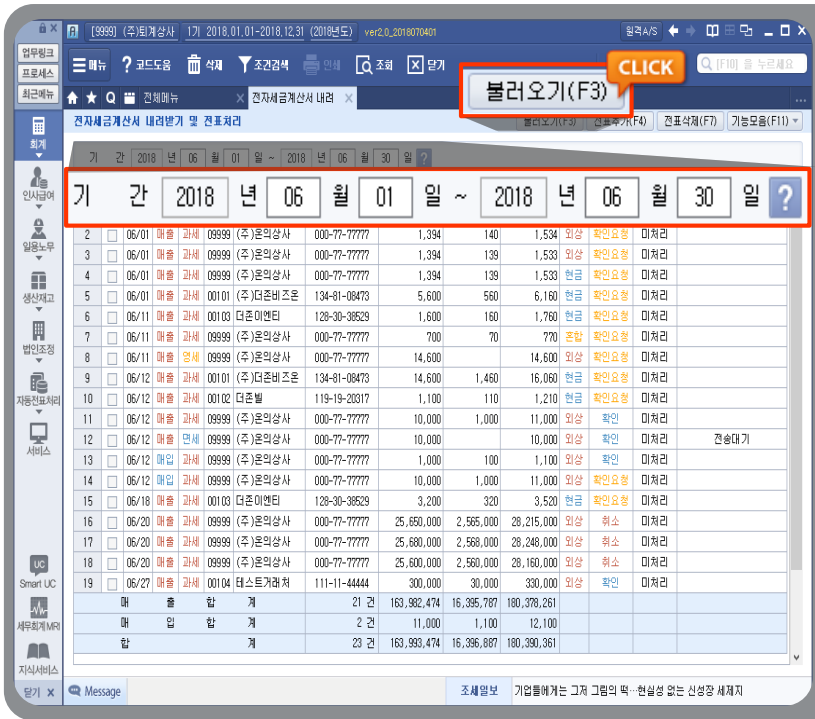 [9999] (주)퇴계상사 1기 2018,01,01-2018,12,31 (2018년도) ver2,0_2018070401 원격A/S
업무링크
프로세스
최근메뉴
메뉴 ? 코드도움 삭제 조건검색 인쇄 조회 닫기 [F10] 을 누르세요
CLICK
불러오기(F3)
전체메뉴 × 전자세금계산서 내려 ×
전자세금계산서 내려받기 및 전표처리 전표삭제(F7) 기능모음(F11)
기 간 2018 년 06 월 01 일 ~ 2018 년 06 월 30 일 ?
기 간 2018 년 06 월 01 일 ~ 2018 년 06 월 30 일 ?
2 06/01 매출 과세 09999 (주)온의상사 000-77-77777 1,394 140 1,534 외상 확인요청 미처리
3 06/01 매출 과세 09999 (주)온의상사 000-77-77777 1,394 139 1,533 외상 확인요청 미처리
4 06/01 매출 과세 09999 (주)온의상사 000-77-77777 1,394 139 1,533 현금 확인요청 미처리
5 06/01 매출 과세 00101 (주)더존비즈온 134-81-08473 5,600 560 6,160 현금 확인요청 미처리
6 06/11 매출 과세 00103 더존이엔티 128-30-38529 1,600 160 1,760 현금 확인요청 미처리
7 06/11 매출 과세 09999 (주)온의상사 000-77-77777 700 70 770 혼합 확인요청 미처리
8 06/11 매출 영세 09999 (주)온의상사 000-77-77777 14,600 14,600 외상 확인요청 미처리
9 06/12 매출 과세 00101 (주)더존비즈온 134-81-08473 14,600 1,460 16,060 현금 확인요청 미처리
10 06/12 매출 과세 00102 더존빌 119-19-20317 1,100 110 1,210 현금 확인요청 미처리
11 06/12 매출 과세 09999 (주)온의상사 000-77-77777 10,000 1,000 11,000 외상 확인 미처리
12 06/12 매출 면세 09999 (주)온의상사 000-77-77777 10,000 10,000 외상 확인 미처리 전송대기
13 06/12 매입 과세 09999 (주)온의상사 000-77-77777 1,000 100 1,100 외상 확인 미처리
14 06/12 매입 과세 09999 (주)온의상사 000-77-77777 10,000 1,000 11,000 외상 확인요청 미처리
15 06/18 매출 과세 00103 더존이엔티 128-30-38529 3,200 320 3,520 현금 확인요청 미처리
16 06/20 매출 과세 09999 (주)온의상사 000-77-77777 25,650,000 2,565,000 28,215,000 외상 취소 미처리
17 06/20 매출 과세 09999 (주)온의상사 000-77-77777 25,680,000 2,568,000 28,248,000 외상 취소 미처리
18 06/20 매출 과세 09999 (주)온의상사 000-77-77777 25,600,000 2,560,000 28,160,000 외상 취소 미처리
19 06/27 매출 과세 00104 테스트거래처 111-11-44444 300,000 30,000 330,000 외상 확인 미처리
매 출 합 계 21 건 163,982,474 16,395,787 180,378,261
매 입 합 계 2 건 11,000 1,100 12,100
합 계 23 건 163,993,474 16,396,887 180,390,361
회계
인사급여
일용노무
생산재고
법인조정
자동전표처리
서비스
UC
Smart UC
세무회계MRI
지식서비스
닫기 ×
Message 조세일보 기업들에게는 그저 그림의 떡…현실성 없는 신성장 세제지